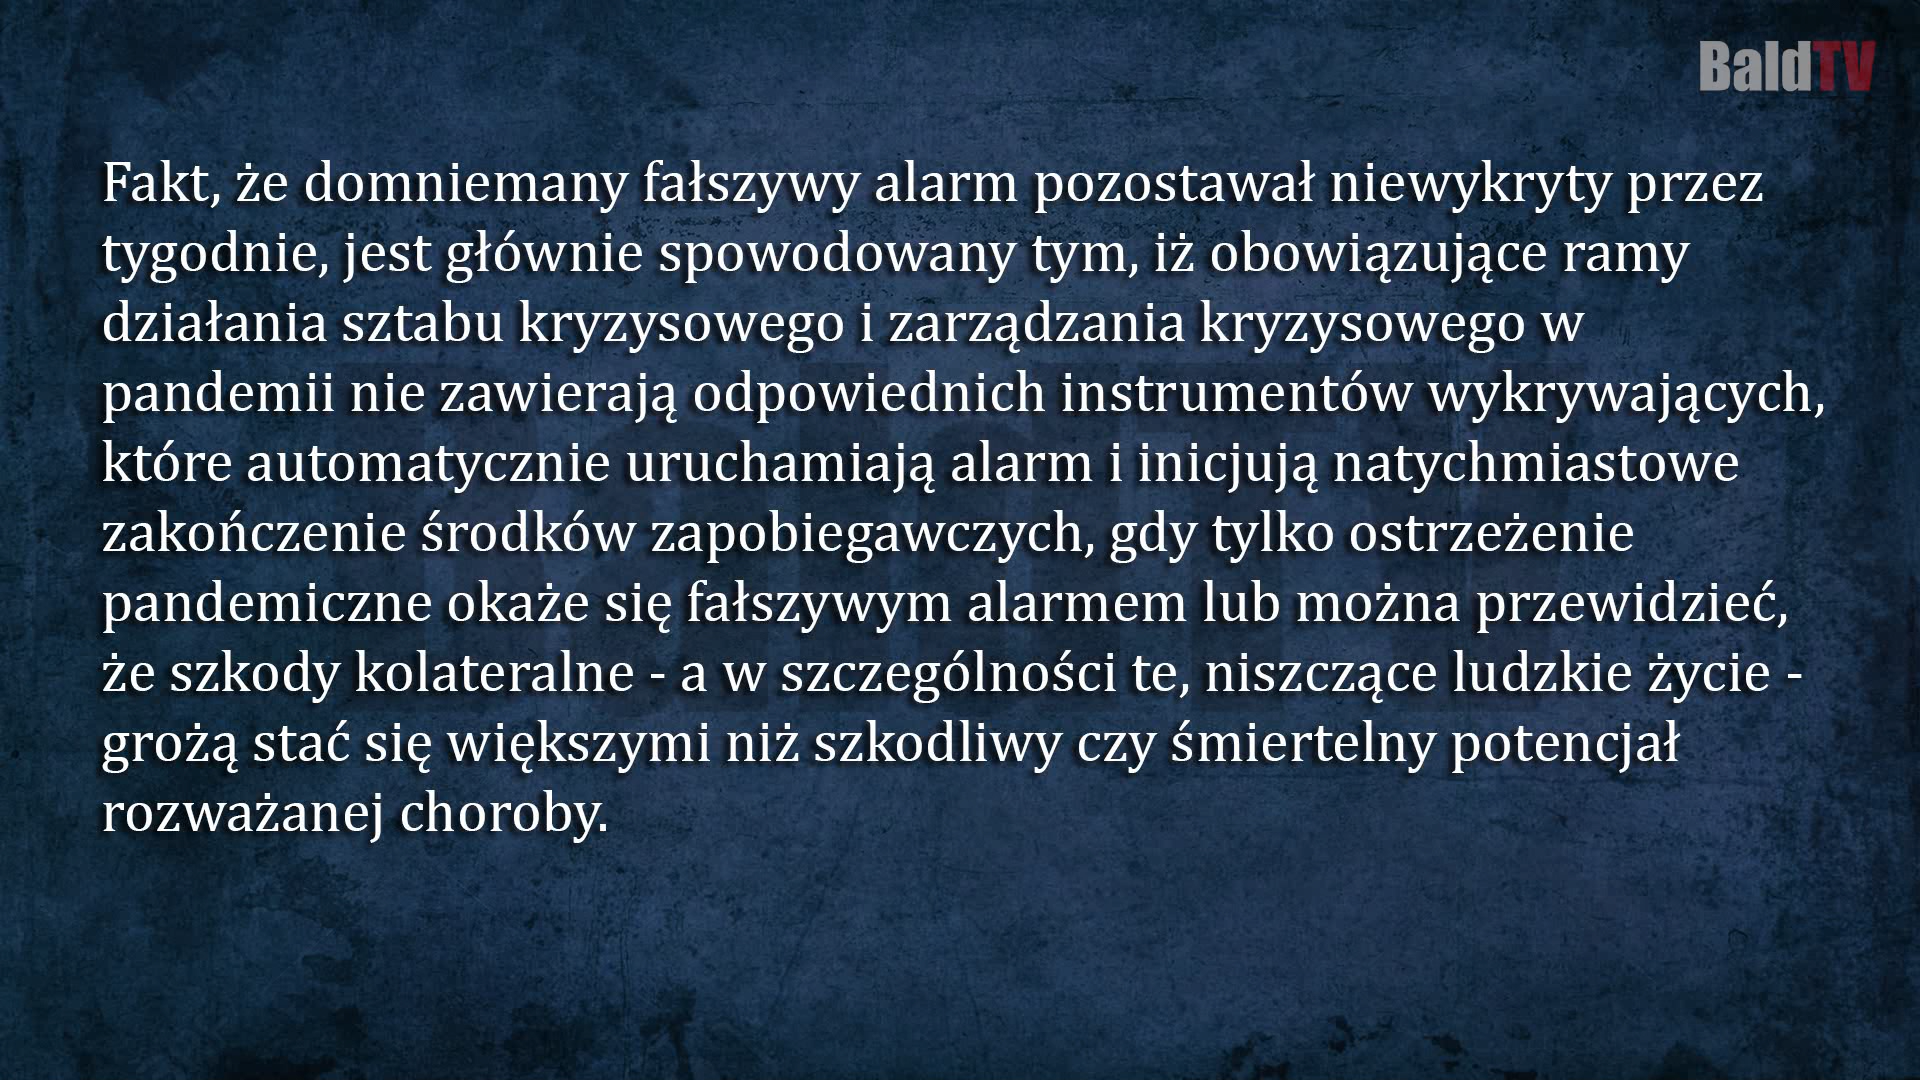 BaldTV
Fakt, że domniemany fałszywy alarm pozostawał niewykryty przez
tygodnie, jest głównie spowodowany tym, iż obowiązujące ramy
działania sztabu kryzysowego i zarządzania kryzysowego w
pandemii nie zawierają odpowiednich instrumentów wykrywających,
które automatycznie uruchamiają alarm i inicjują natychmiastowe
zakończenie środków zapobiegawczych, gdy tylko ostrzeżenie
pandemiczne okaże się fałszywym alarmem lub można przewidzieć,
że szkody kolateralne - a w szczególności te, niszczące ludzkie życie -
grożą stać się większymi niż szkodliwy czy śmiertelny potencjał
rozważanej choroby.